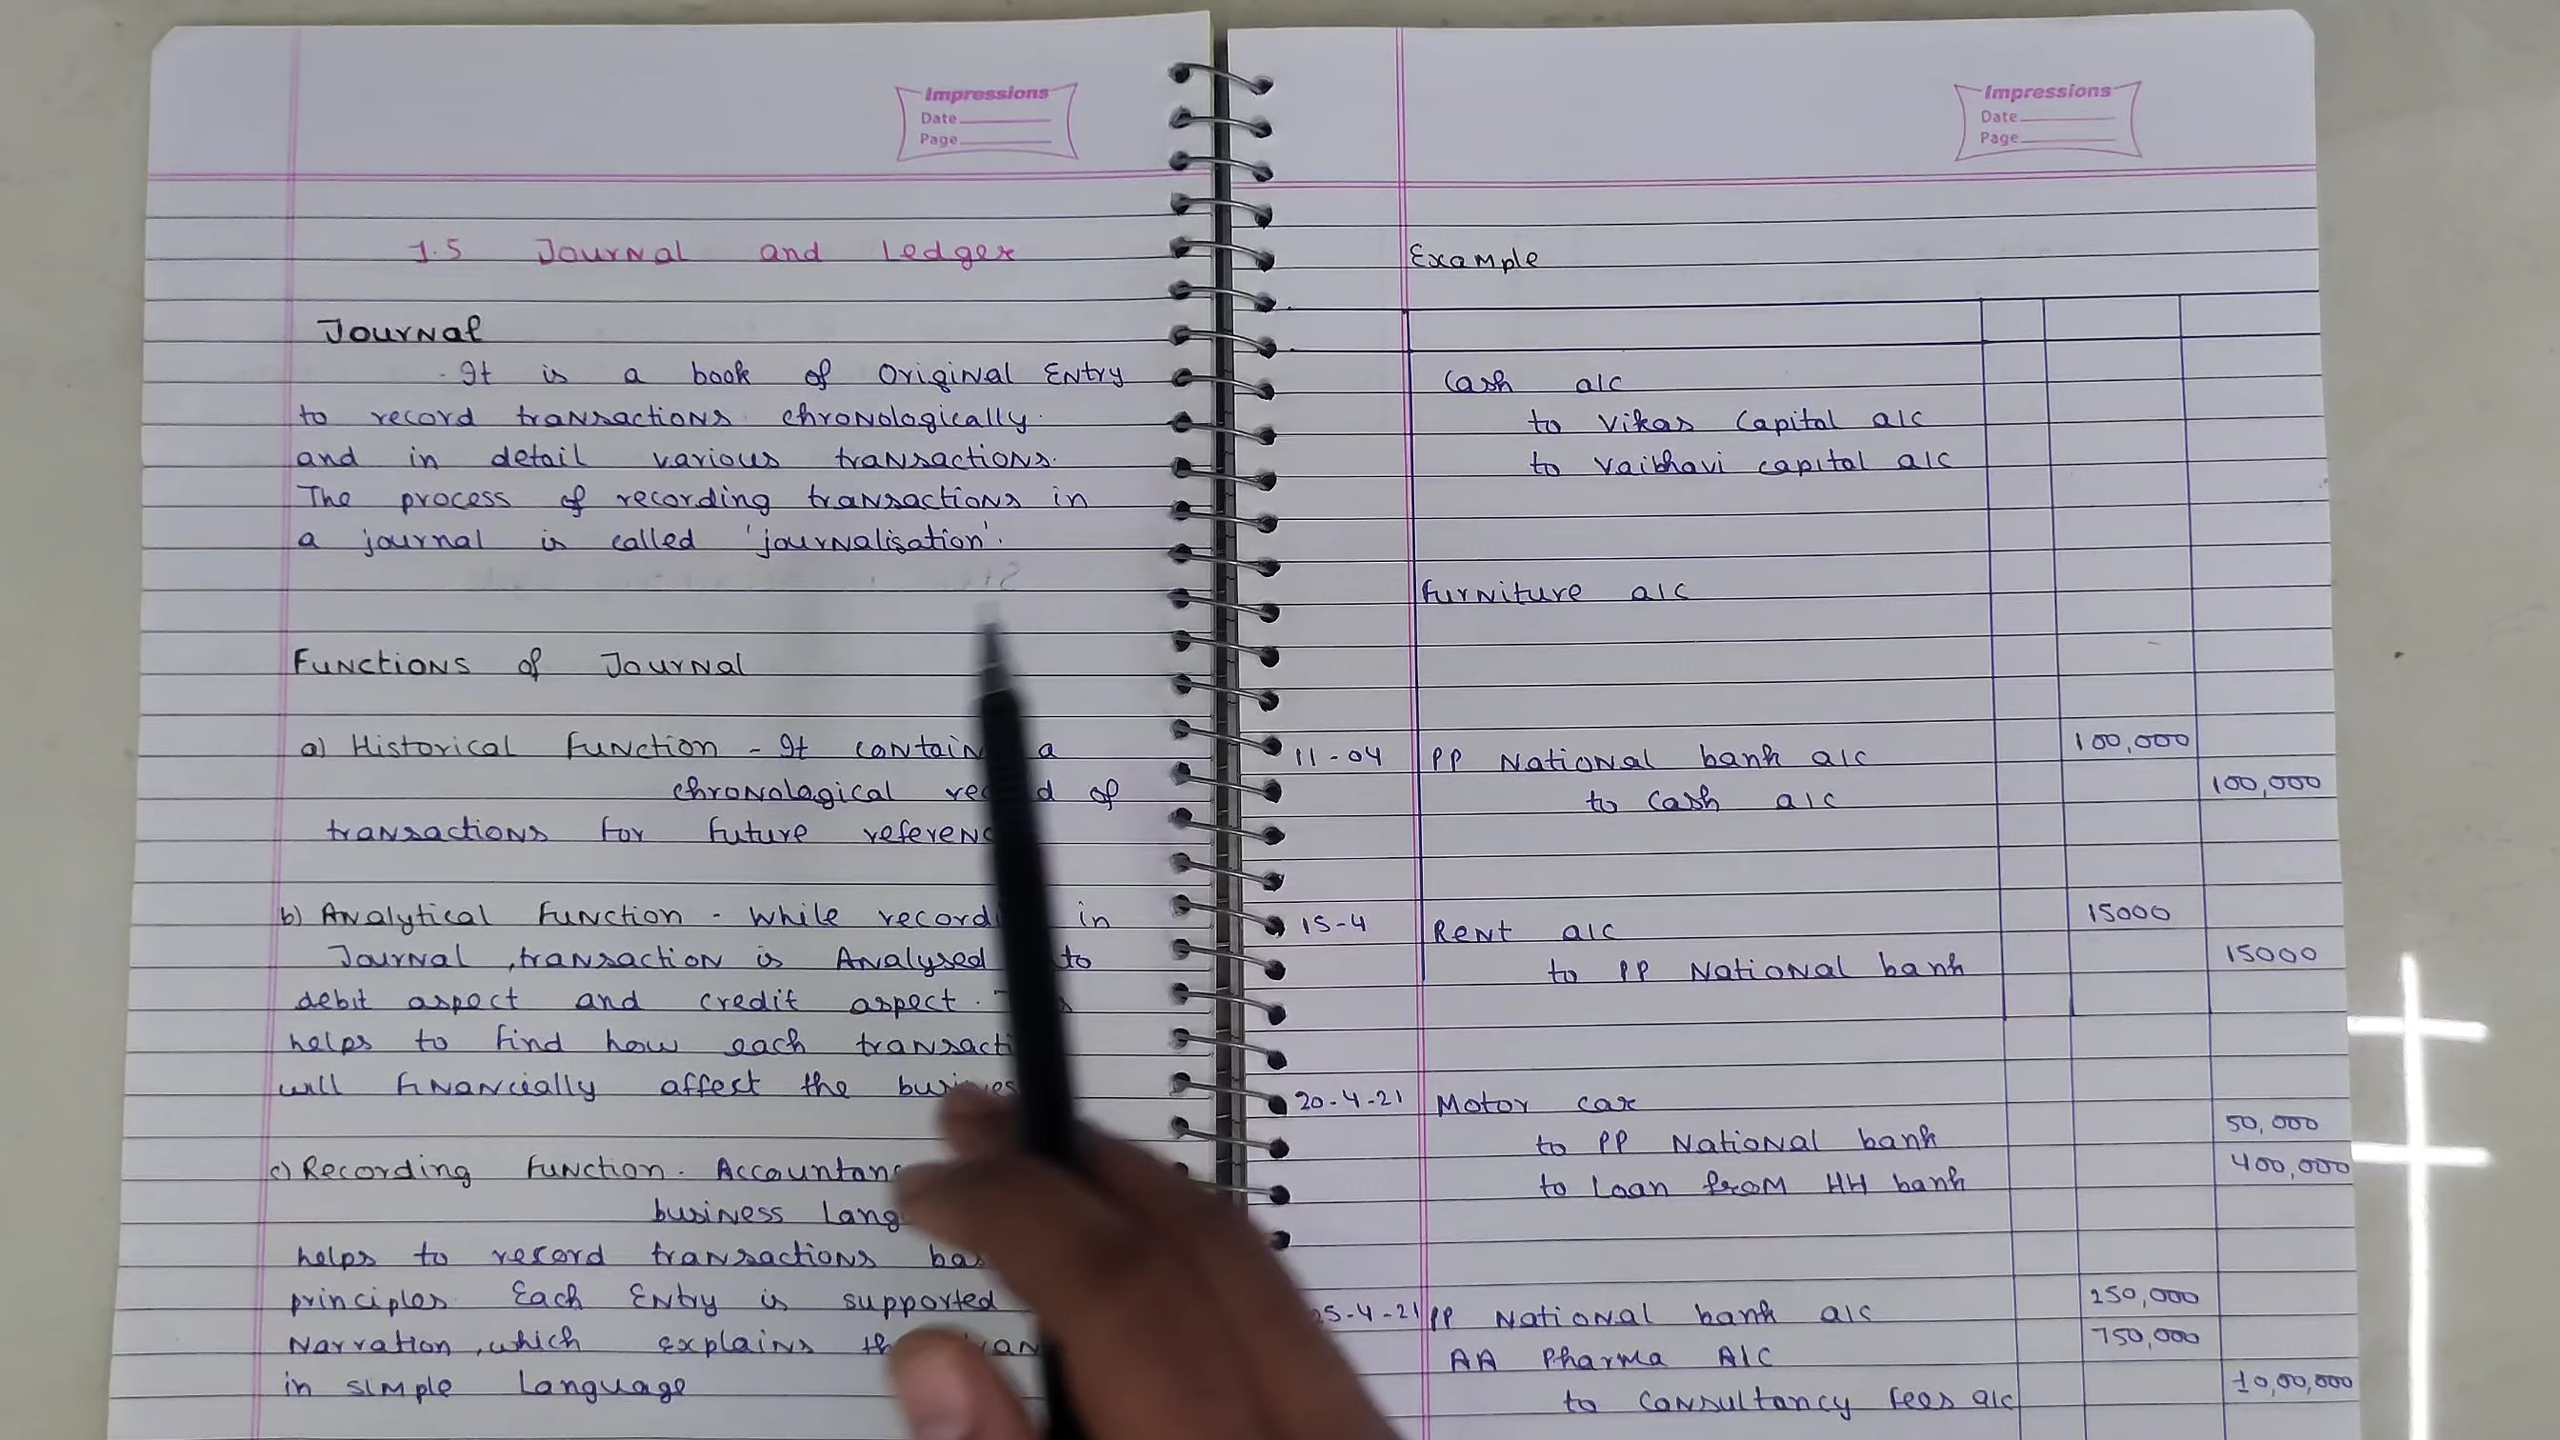 Impressions
Date
Page
1.5 Journal and Ledger
Journal
- It is a book of Original Entry
to record transactions chronologically.
and in detail various transactions.
The process of recording transactions in
a journal is called 'journalisation'.
Functions of Journal
a) Historical Function - It contain a
chronological of
transactions for future
b) Analytical Function - While in
Journal, transaction is Analysed to
debit aspect and credit aspect.
helps to find how each
will financially affect the
c) Recording Function.
business
helps to record transactions
principles. Each Entry is supported
Narration, which explains
in simple Language
Impressions
Date
Page
Example
Cash a/c
to Vikas Capital a/c
to Vaibhavi capital a/c
Furniture a/c
11-04 PP National bank a/c 100,000
to Cash a/c 100,000
15-4 Rent a/c 15000
to PP National bank 15000
20-4-21 Motor car
to PP National bank 50,000
to Loan from HH bank 400,000
PP National bank a/c 250,000
AA Pharma A/C 750,000
to Consultancy Fees a/c 10,00,000